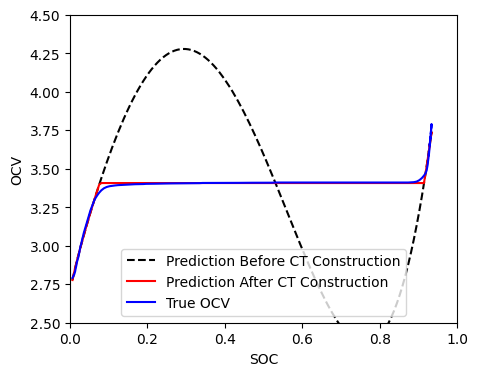 4.50
4.25
4.00
3.75
3.50
3.25
3.00
2.75
2.50
OCV
Prediction Before CT Construction
Prediction After CT Construction
True OCV
0.0 0.2 0.4 0.6 0.8 1.0
SOC